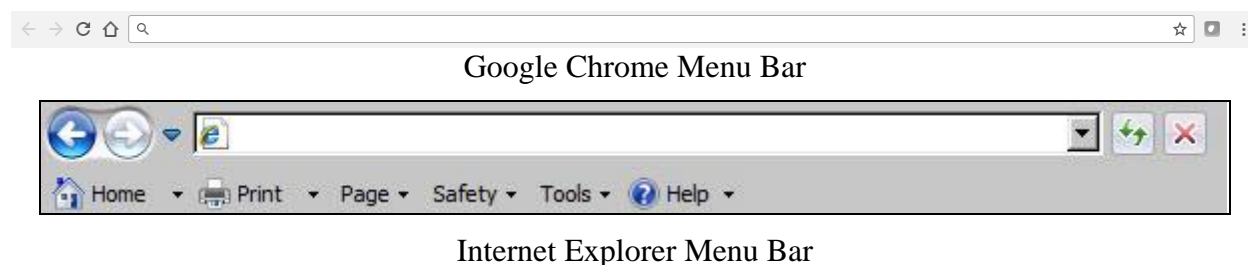 Google Chrome Menu Bar
Home Print Page Safety Tools Help
Internet Explorer Menu Bar